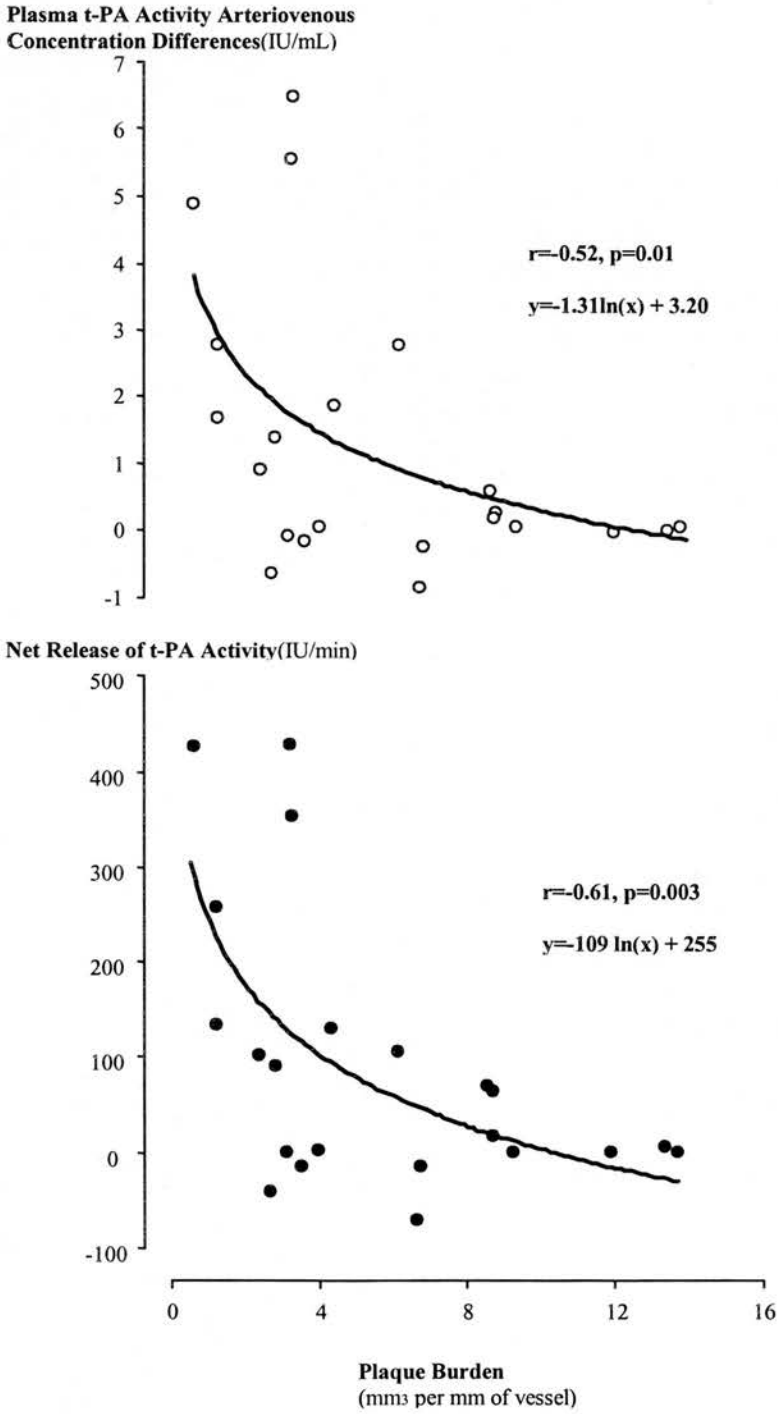 Plasma t-PA Activity Arteriovenous
Concentration Differences(IU/mL)
7
6
5
4
3
2
1
0
-1
r=-0.52, p=0.01
y=-1.31ln(x) + 3.20
Net Release of t-PA Activity(IU/min)
500
400
300
200
100
0
-100
r=-0.61, p=0.003
y=-109 ln(x) + 255
0 4 8 12 16
Plaque Burden
(mm3 per mm of vessel)